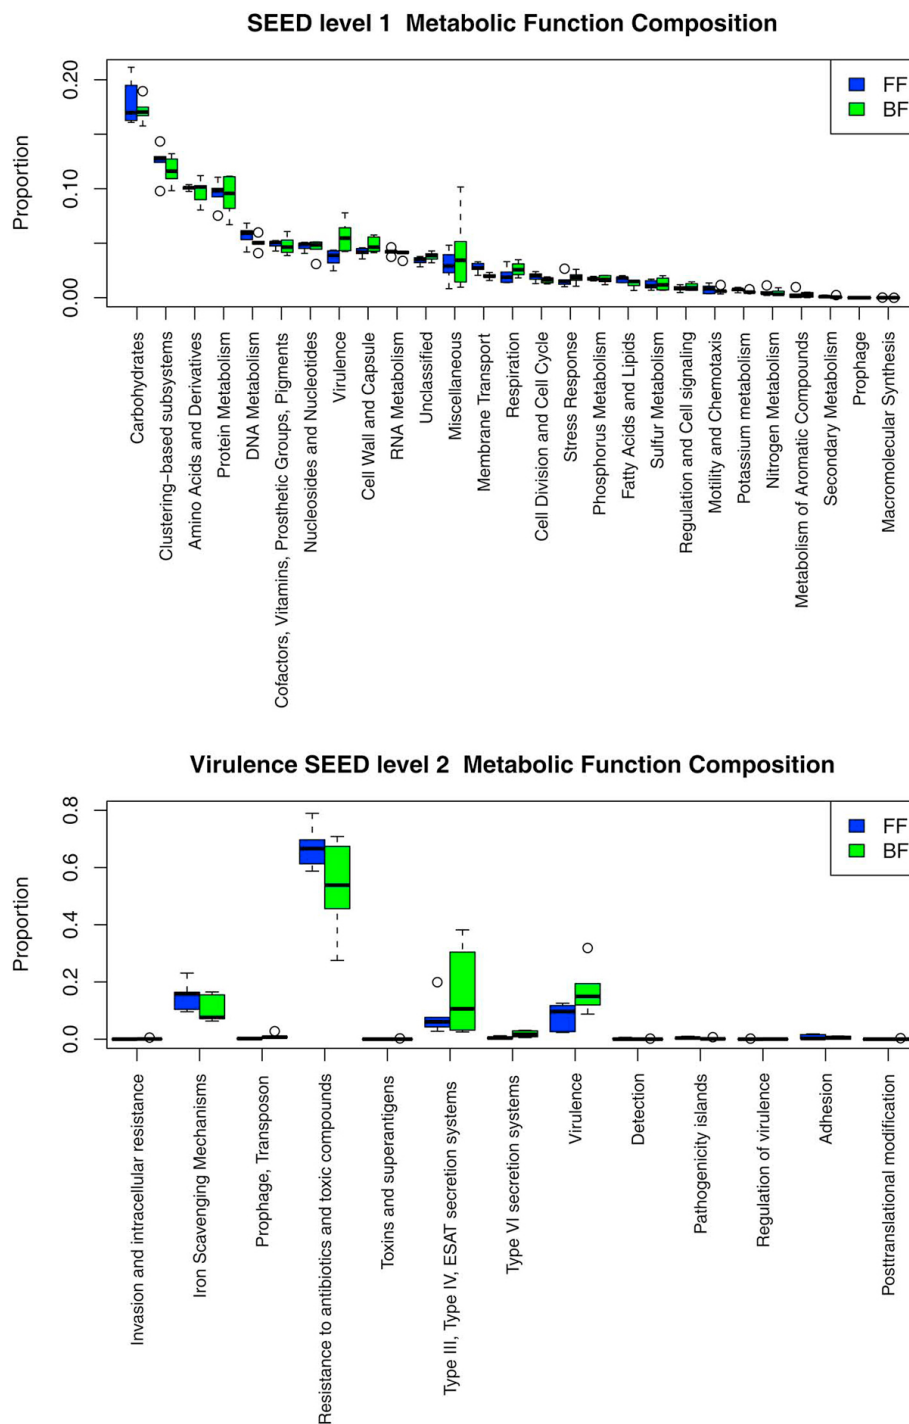 SEED level 1  Metabolic Function Composition
FF
BF
Proportion
0.20
0.10
0.00
Carbohydrates
Clustering−based subsystems
Amino Acids and Derivatives
Protein Metabolism
DNA Metabolism
Cofactors, Vitamins, Prosthetic Groups, Pigments
Nucleosides and Nucleotides
Virulence
Cell Wall and Capsule
RNA Metabolism
Unclassified
Miscellaneous
Membrane Transport
Respiration
Cell Division and Cell Cycle
Stress Response
Phosphorus Metabolism
Fatty Acids and Lipids
Sulfur Metabolism
Regulation and Cell signaling
Motility and Chemotaxis
Potassium metabolism
Nitrogen Metabolism
Metabolism of Aromatic Compounds
Secondary Metabolism
Prophage
Macromolecular Synthesis
Virulence SEED level 2  Metabolic Function Composition
FF
BF
Proportion
0.8
0.6
0.4
0.2
0.0
Invasion and intracellular resistance
Iron Scavenging Mechanisms
Prophage, Transposon
Resistance to antibiotics and toxic compounds
Toxins and superantigens
Type III, Type IV, ESAT secretion systems
Type VI secretion systems
Virulence
Detection
Pathogenicity islands
Regulation of virulence
Adhesion
Posttranslational modification